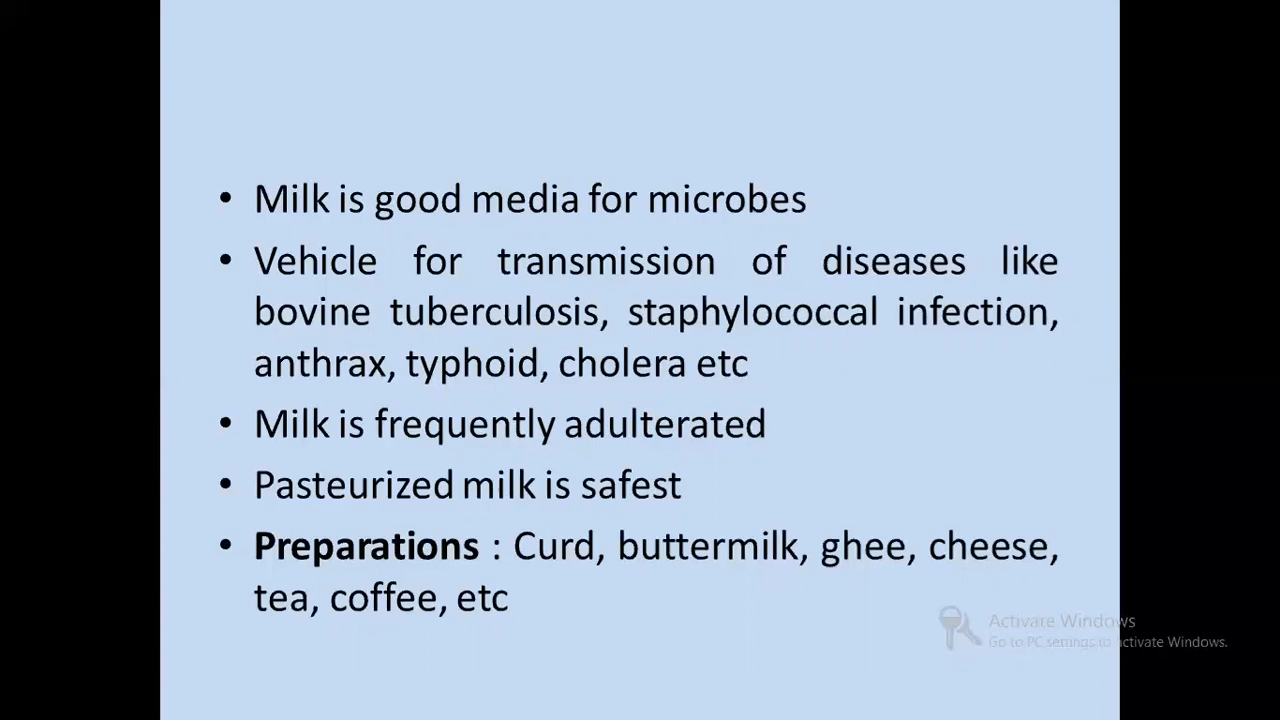 • Milk is good media for microbes
• Vehicle for transmission of diseases like
bovine tuberculosis, staphylococcal infection,
anthrax, typhoid, cholera etc
• Milk is frequently adulterated
• Pasteurized milk is safest
• Preparations : Curd, buttermilk, ghee, cheese,
tea, coffee, etc
Activate Windows
Go to PC settings to activate Windows.